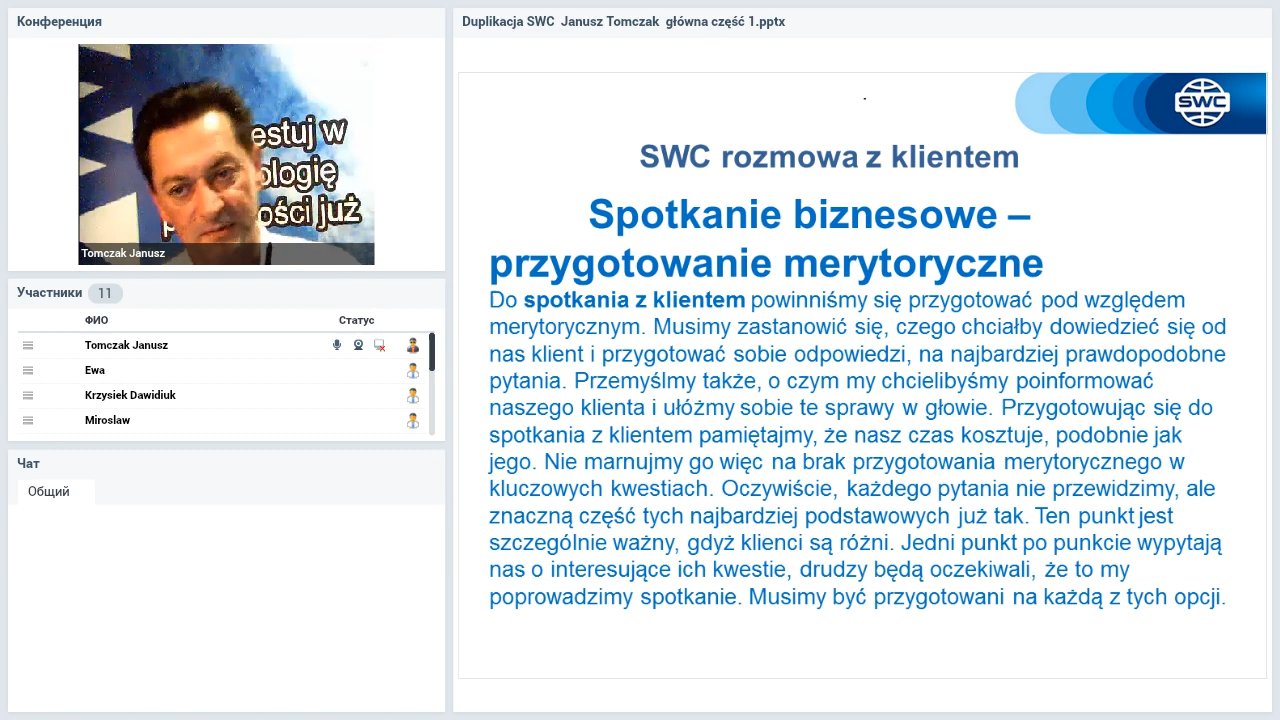 Конференция
estuj w
ologię
ości już
Tomczak Janusz
Участники 11
ФИО Статус
Tomczak Janusz
Ewa
Krzysiek Dawidiuk
Miroslaw
Чат
Общий
Duplikacja SWC Janusz Tomczak główna część 1.pptx
SWC
SWC rozmowa z klientem
Spotkanie biznesowe –
przygotowanie merytoryczne
Do spotkania z klientem powinniśmy się przygotować pod względem
merytorycznym. Musimy zastanowić się, czego chciałby dowiedzieć się od
nas klient i przygotować sobie odpowiedzi, na najbardziej prawdopodobne
pytania. Przemyślmy także, o czym my chcielibyśmy poinformować
naszego klienta i ułóżmy sobie te sprawy w głowie. Przygotowując się do
spotkania z klientem pamiętajmy, że nasz czas kosztuje, podobnie jak
jego. Nie marnujmy go więc na brak przygotowania merytorycznego w
kluczowych kwestiach. Oczywiście, każdego pytania nie przewidzimy, ale
znaczną część tych najbardziej podstawowych już tak. Ten punkt jest
szczególnie ważny, gdyż klienci są różni. Jedni punkt po punkcie wypytają
nas o interesujące ich kwestie, drudzy będą oczekiwali, że to my
poprowadzimy spotkanie. Musimy być przygotowani na każdą z tych opcji.